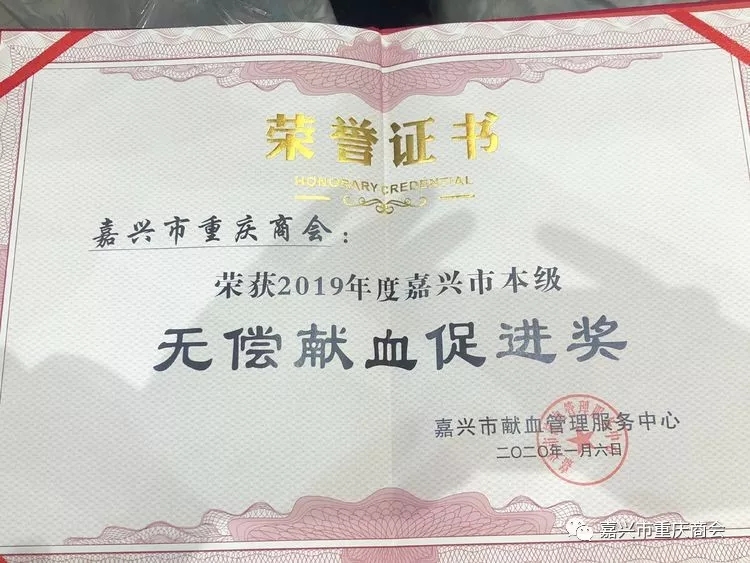 荣誉证书
HONORARY CREDENTIAL
嘉兴市重庆商会：
荣获2019年度嘉兴市本级
无偿献血促进奖
嘉兴市献血管理服务中心
二〇二〇年一月六日
嘉兴市重庆商会